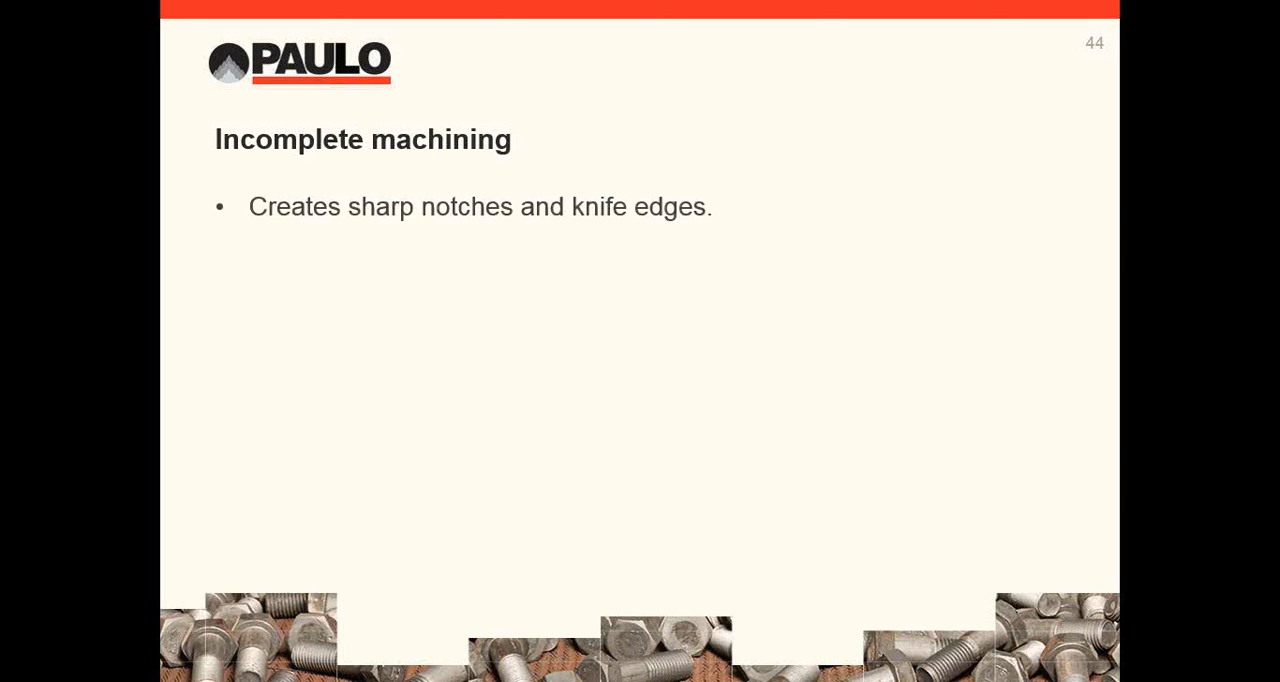 PAULO
44
Incomplete machining
• Creates sharp notches and knife edges.